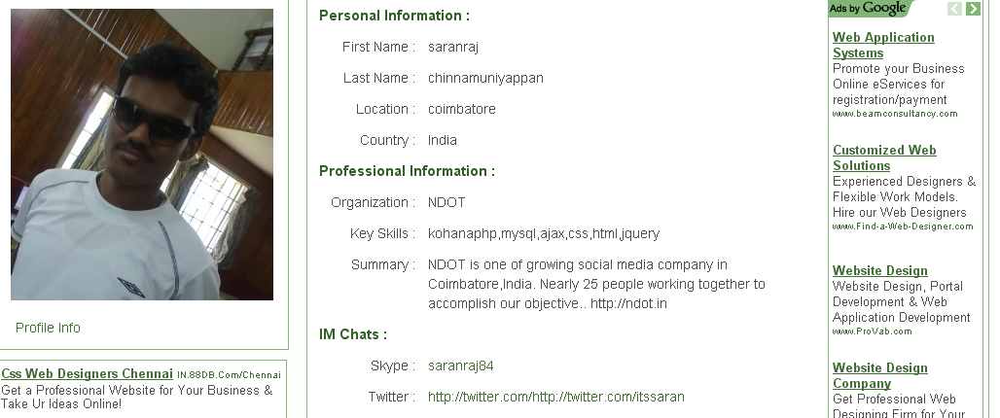 Personal Information :
First Name : saranraj
Last Name : chinnamuniyappan
Location : coimbatore
Country : India
Professional Information :
Organization : NDOT
Key Skills : kohanaphp,mysql,ajax,css,html,jquery
Summary : NDOT is one of growing social media company in
Coimbatore,India. Nearly 25 people working together to
accomplish our objective.. http://ndot.in
IM Chats :
Skype : saranraj84
Twitter : http://twitter.com/http://twitter.com/itssaran
Profile Info
Css Web Designers Chennai IN.88DB.Com/Chennai
Get a Professional Website for Your Business &
Take Ur Ideas Online!
Ads by Google
Web Application
Systems
Promote your Business
Online eServices for
registration/payment
www.beamconsultancy.com
Customized Web
Solutions
Experienced Designers &
Flexible Work Models.
Hire our Web Designers
www.Find-a-Web-Designer.com
Website Design
Website Design, Portal
Development & Web
Application Development
www.ProVab.com
Website Design
Company
Get Professional Web
Designing Firm for Your